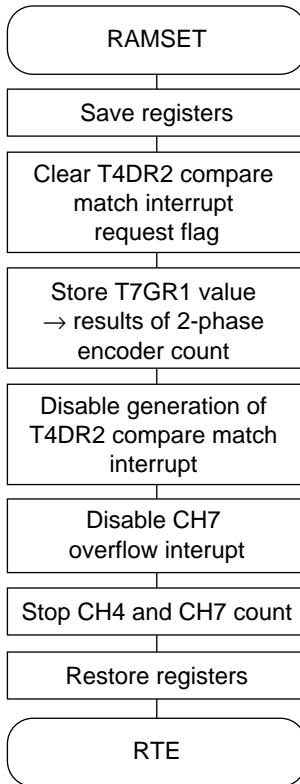 RAMSET
Save registers
Clear T4DR2 compare
match interrupt
request flag
Store T7GR1 value
→ results of 2-phase
encoder count
Disable generation of
T4DR2 compare match
interrupt
Disable CH7
overflow interupt
Stop CH4 and CH7 count
Restore registers
RTE